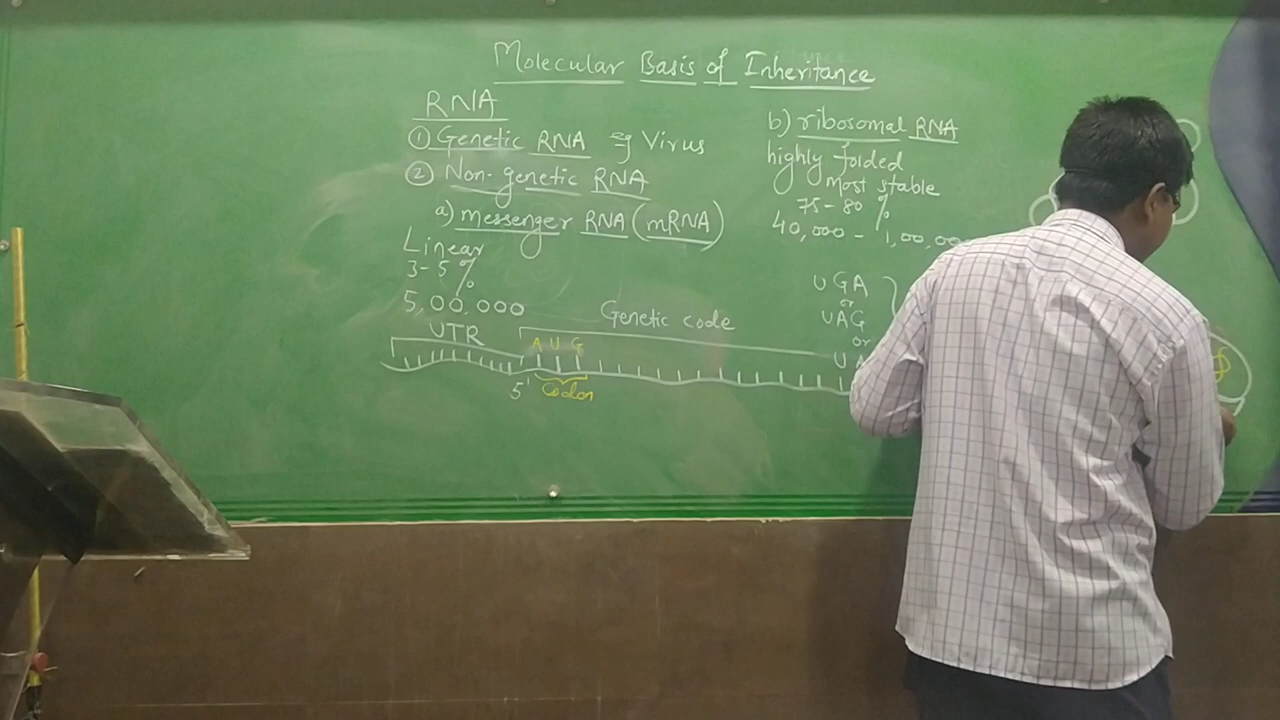 Molecular Basis of Inheritance
RNA
① Genetic RNA eg Virus
② Non-genetic RNA
a) messenger RNA (mRNA)
Linear
3-5 %
5,00,000
UTR
Genetic code
A U G
5' Codon
b) ribosomal RNA
highly folded
most stable
75-80 %
40,000 - 1,00,00
UGA
or
UAG
or
U A